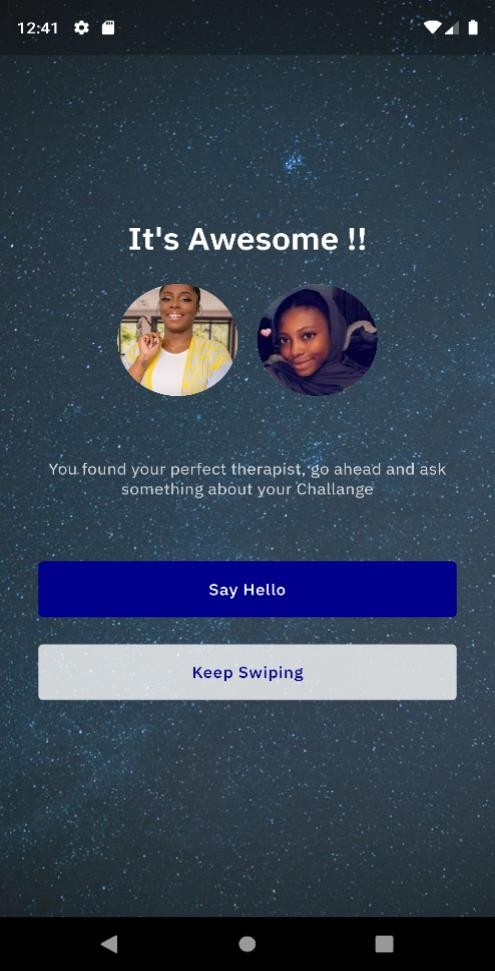 12:41
It's Awesome !!
You found your perfect therapist, go ahead and ask
something about your Challange
Say Hello
Keep Swiping